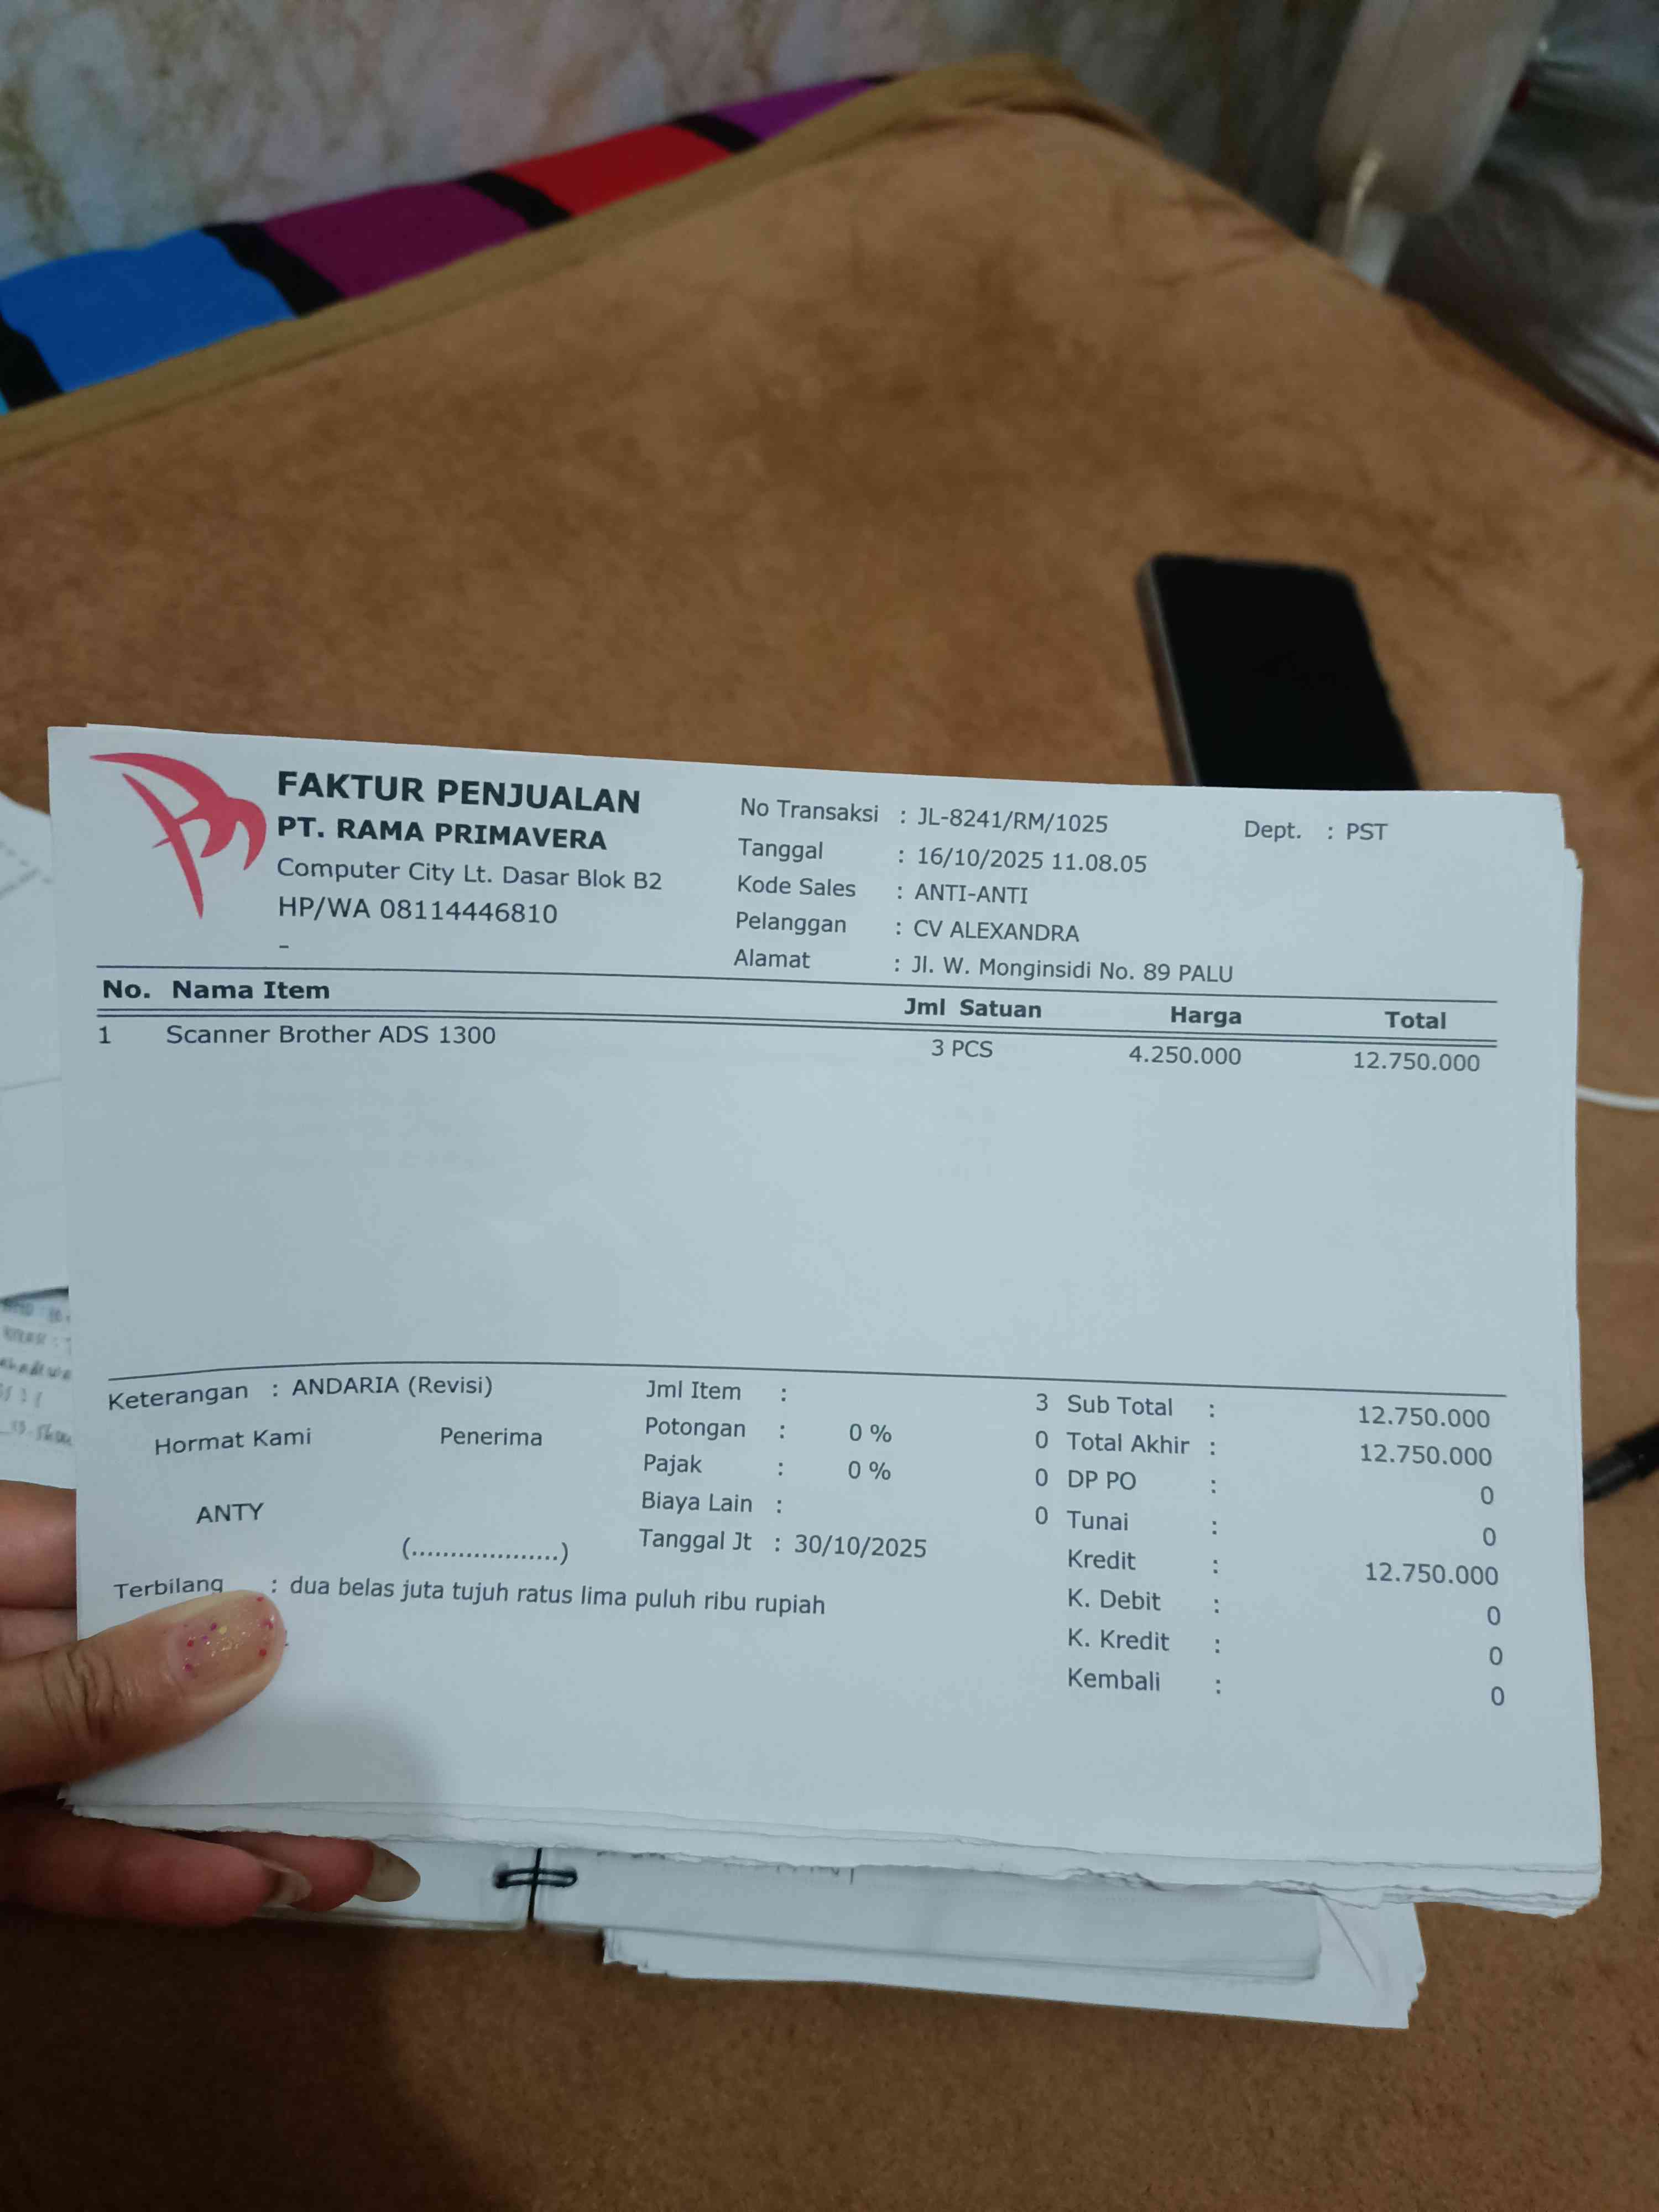 FAKTUR PENJUALAN
PT. RAMA PRIMAVERA
Computer City Lt. Dasar Blok B2
HP/WA 08114446810
-
No Transaksi : JL-8241/RM/1025 Dept. : PST
Tanggal : 16/10/2025 11.08.05
Kode Sales : ANTI-ANTI
Pelanggan : CV ALEXANDRA
Alamat : Jl. W. Monginsidi No. 89 PALU
No. Nama Item Jml Satuan Harga Total
1 Scanner Brother ADS 1300 3 PCS 4.250.000 12.750.000
Keterangan : ANDARIA (Revisi)
Hormat Kami Penerima
ANTY
(...................)
Jml Item : 3
Potongan : 0 % 0
Pajak : 0 % 0
Biaya Lain : 0
Tanggal Jt : 30/10/2025
Sub Total : 12.750.000
Total Akhir : 12.750.000
DP PO : 0
Tunai : 0
Kredit : 12.750.000
K. Debit : 0
K. Kredit : 0
Kembali : 0
Terbilang : dua belas juta tujuh ratus lima puluh ribu rupiah